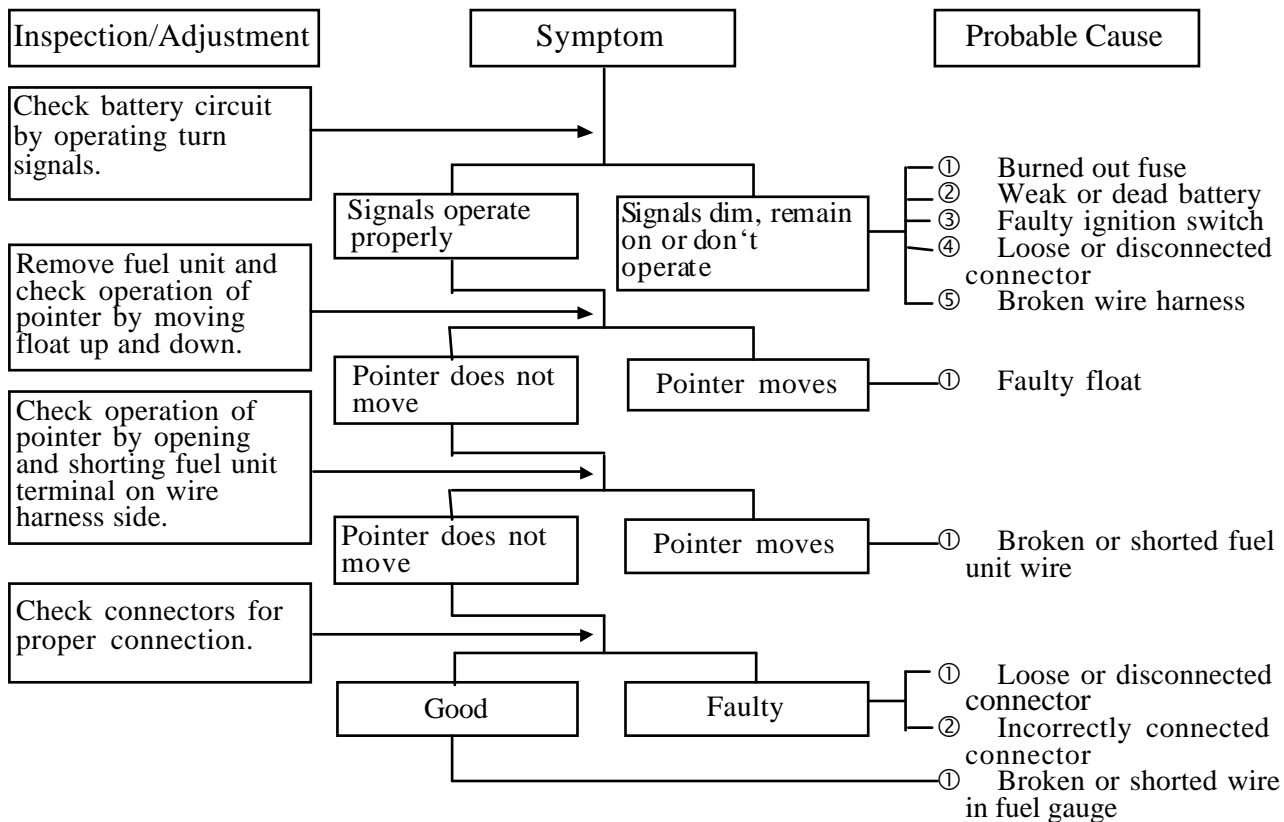 Inspection/Adjustment
Symptom
Probable Cause
Check battery circuit
by operating turn
signals.
Signals operate
properly
Signals dim, remain
on or don‘t
operate
① Burned out fuse
② Weak or dead battery
③ Faulty ignition switch
④ Loose or disconnected
connector
⑤ Broken wire harness
Remove fuel unit and
check operation of
pointer by moving
float up and down.
Pointer does not
move
Pointer moves
① Faulty float
Check operation of
pointer by opening
and shorting fuel unit
terminal on wire
harness side.
Pointer does not
move
Pointer moves
① Broken or shorted fuel
unit wire
Check connectors for
proper connection.
Good
Faulty
① Loose or disconnected
connector
② Incorrectly connected
connector
① Broken or shorted wire
in fuel gauge